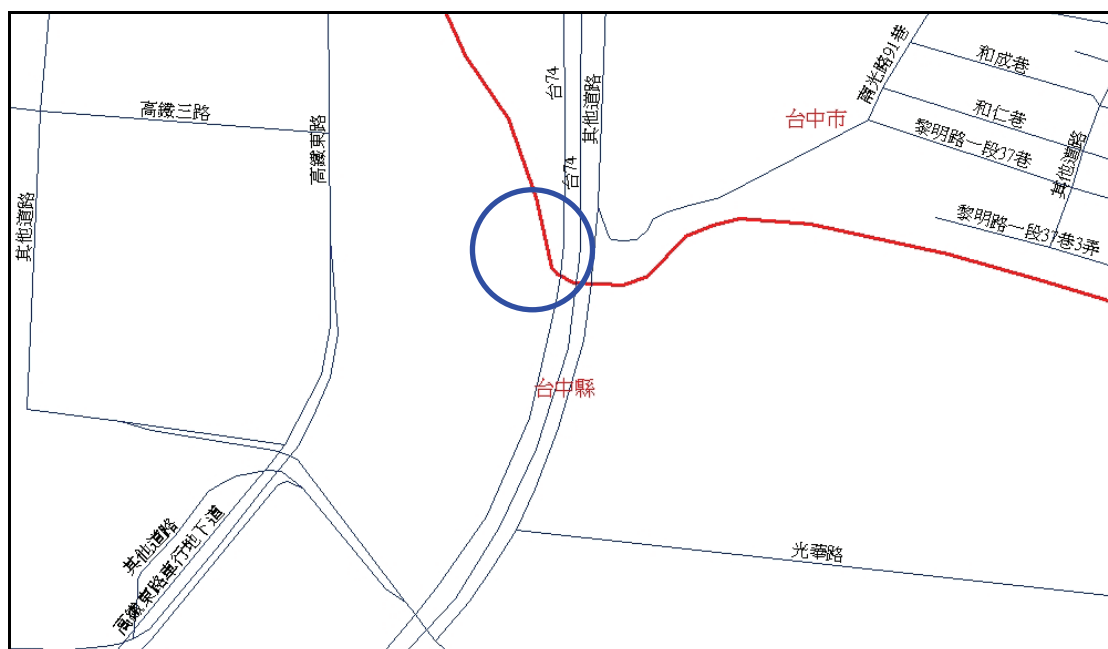 南光路91巷
和成巷
台74
其他道路
高鐵三路
和仁巷
台中市
高鐵東路
黎明路一段37巷
其他道路
台74
其他道路
黎明路一段37巷3弄
台中縣
其他道路
高鐵東路車行地下道
光華路